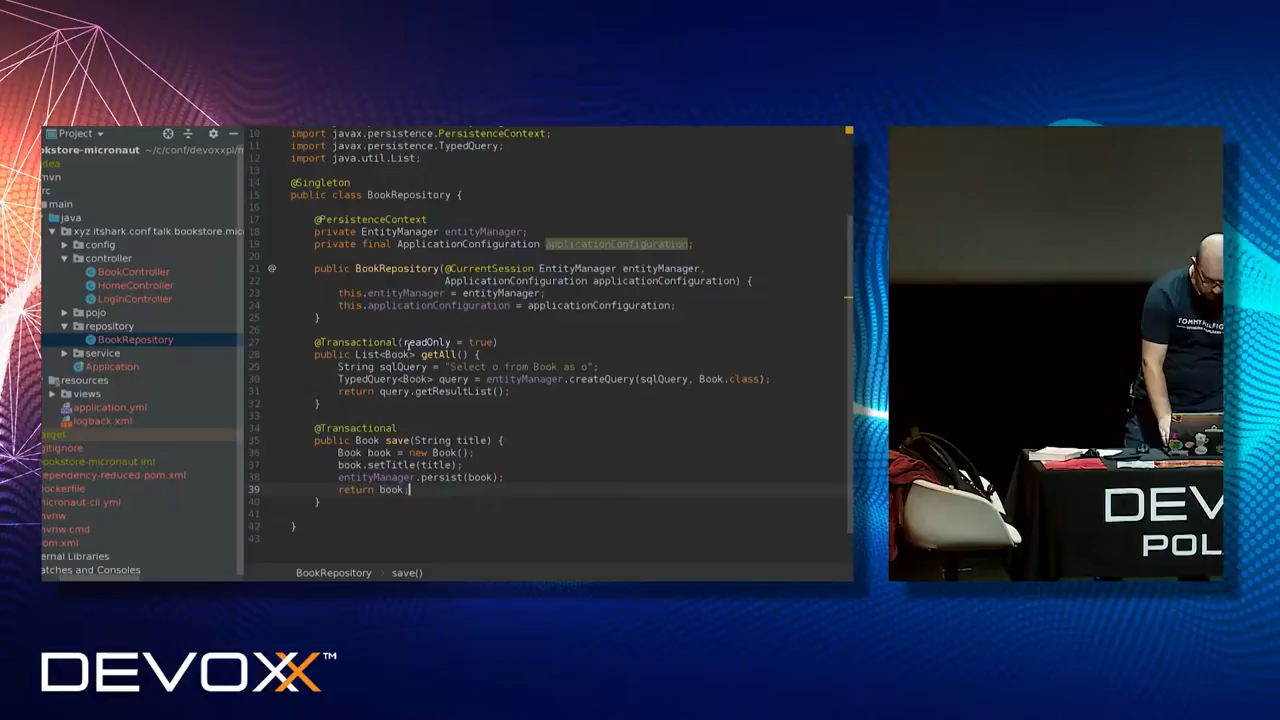 Project
okstore-micronaut ~/c/conf/devoxxpl/m
dea
mvn
rc
main
java
xyz.itshark.conf.talk.bookstore.mic
config
controller
BookController
HomeController
LoginController
pojo
repository
BookRepository
service
Application
resources
views
application.yml
logback.xml
arget
gitignore
ookstore-micronaut.iml
ependency-reduced-pom.xml
ockerfile
micronaut-cli.yml
mvnw
mvnw.cmd
om.xml
ernal Libraries
atches and Consoles
10 import javax.persistence.PersistenceContext;
11 import javax.persistence.TypedQuery;
12 import java.util.List;
13
14 @Singleton
15 public class BookRepository {
16
17 @PersistenceContext
18 private EntityManager entityManager;
19 private final ApplicationConfiguration applicationConfiguration;
20
21 @ public BookRepository(@CurrentSession EntityManager entityManager,
22 ApplicationConfiguration applicationConfiguration) {
23 this.entityManager = entityManager;
24 this.applicationConfiguration = applicationConfiguration;
25 }
26
27 @Transactional(readOnly = true)
28 public List<Book> getAll() {
29 String sqlQuery = "Select o from Book as o";
30 TypedQuery<Book> query = entityManager.createQuery(sqlQuery, Book.class);
31 return query.getResultList();
32 }
33
34 @Transactional
35 public Book save(String title) {
36 Book book = new Book();
37 book.setTitle(title);
38 entityManager.persist(book);
39 return book;
40 }
41
42 }
43
BookRepository › save()
TOMMY HILFIG
DEV
POL
DEVOXX™